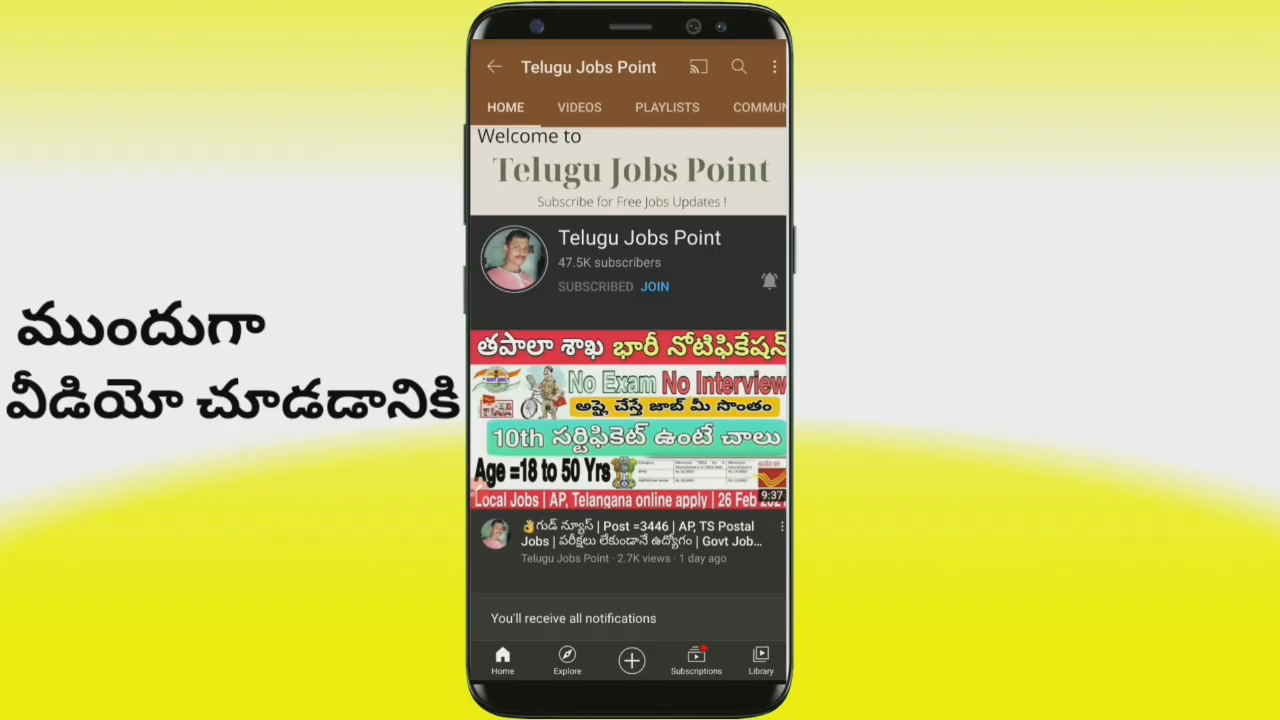 Telugu Jobs Point
HOME VIDEOS PLAYLISTS COMMUN
Welcome to
Telugu Jobs Point
Subscribe for Free Jobs Updates !
Telugu Jobs Point
47.5K subscribers
SUBSCRIBED JOIN
ముందుగా
వీడియో చూడడానికి
తపాలా శాఖ భారీ నోటిఫికేషన్
No Exam No Interview
అప్లై చేస్తే జాబ్ మీ సొంతం
10th సర్టిఫికెట్ ఉంటే చాలు
Age =18 to 50 Yrs
9:37
Local Jobs | AP, Telangana online apply | 26 Feb
👌గుడ్ న్యూస్ | Post =3446 | AP, TS Postal
Jobs | పరీక్షలు లేకుండానే ఉద్యోగం | Govt Job...
Telugu Jobs Point · 2.7K views · 1 day ago
You'll receive all notifications
Home Explore Subscriptions Library